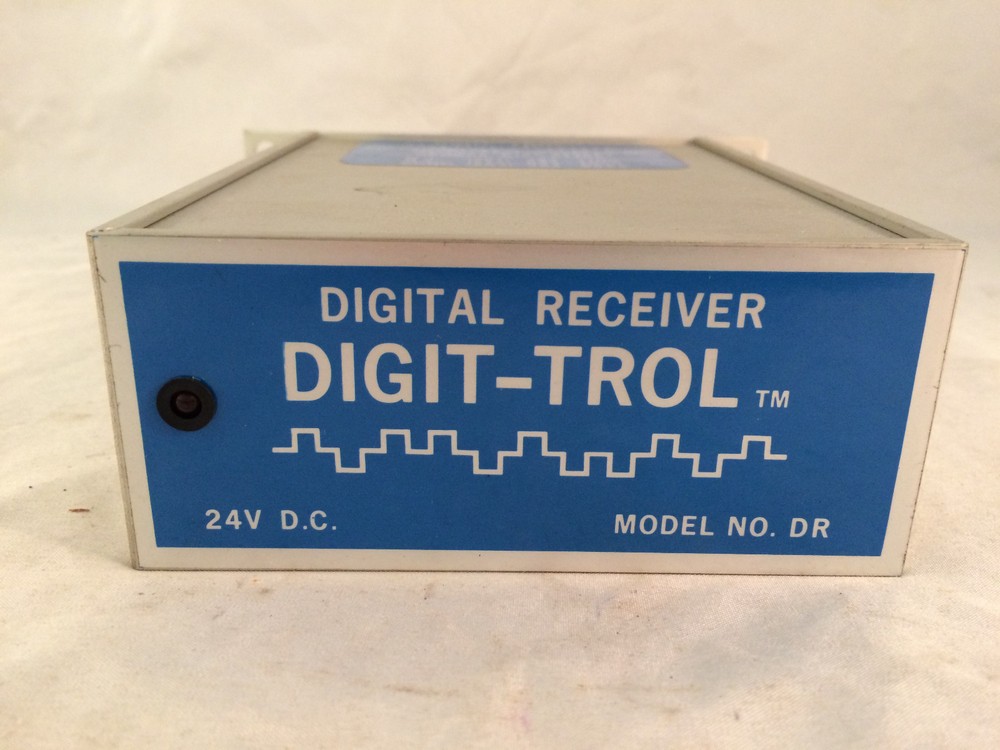 DIGITAL RECEIVER
DIGIT-TROL TM
24V D.C. MODEL NO. DR